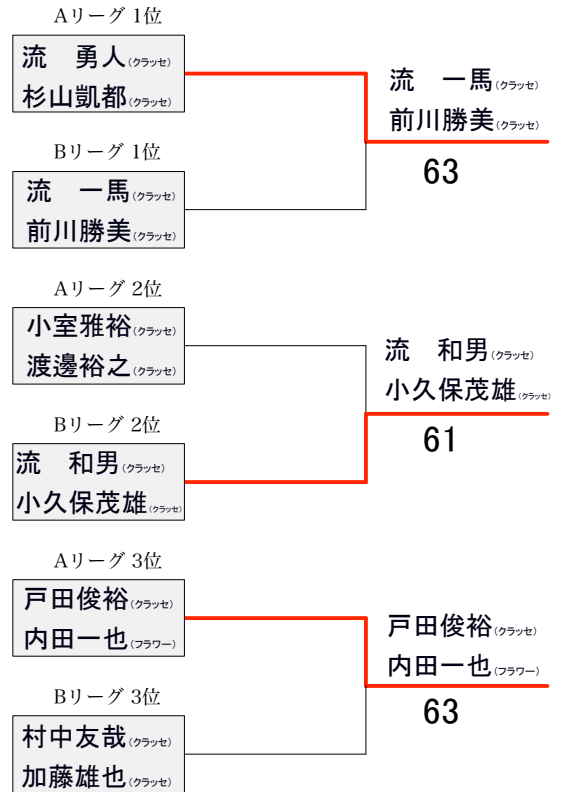 Aリーグ 1位
流　勇人(クラッセ)
杉山凱都(クラッセ)
流　一馬(クラッセ)
前川勝美(クラッセ)
63
Bリーグ 1位
流　一馬(クラッセ)
前川勝美(クラッセ)
Aリーグ 2位
小室雅裕(クラッセ)
渡邊裕之(クラッセ)
流　和男(クラッセ)
小久保茂雄(クラッセ)
61
Bリーグ 2位
流　和男(クラッセ)
小久保茂雄(クラッセ)
Aリーグ 3位
戸田俊裕(クラッセ)
内田一也(フラワー)
戸田俊裕(クラッセ)
内田一也(フラワー)
63
Bリーグ 3位
村中友哉(クラッセ)
加藤雄也(クラッセ)